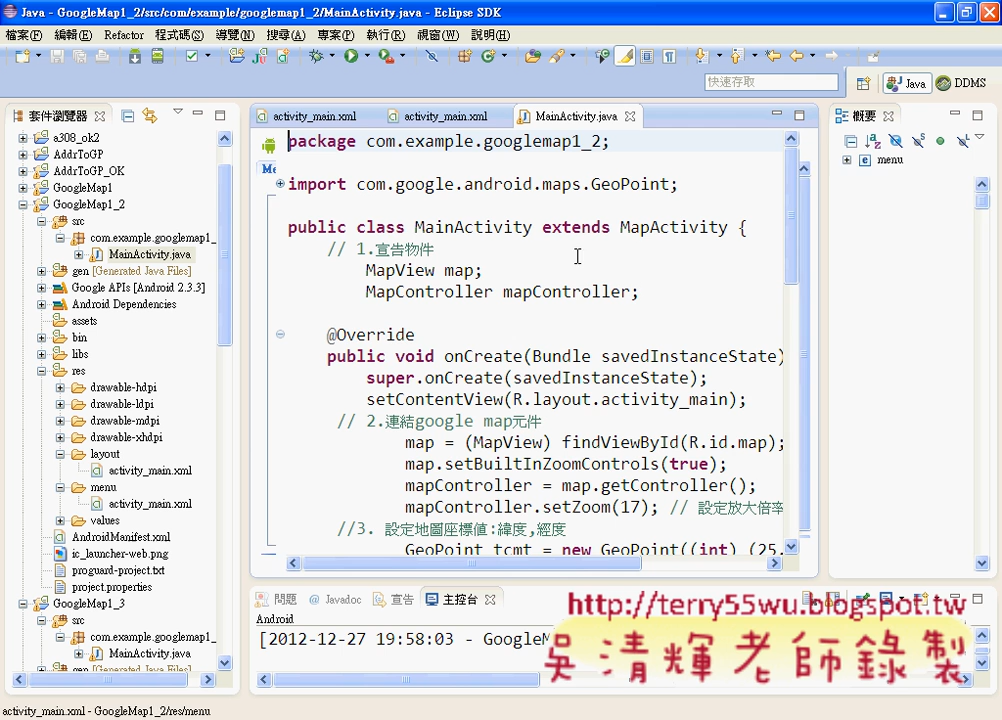 Java - GoogleMap1_2/src/com/example/googlemap1_2/MainActivity.java - Eclipse SDK
檔案(F) 編輯(E) Refactor 程式碼(S) 導覽(N) 搜尋(A) 專案(P) 執行(R) 視窗(W) 說明(H)
快速存取
Java
DDMS
套件瀏覽器
a308_ok2
AddrToGP
AddrToGP_OK
GoogleMap1
GoogleMap1_2
src
com.example.googlemap1_
MainActivity.java
gen [Generated Java Files]
Google APIs [Android 2.3.3]
Android Dependencies
assets
bin
libs
res
drawable-hdpi
drawable-ldpi
drawable-mdpi
drawable-xhdpi
layout
activity_main.xml
menu
activity_main.xml
values
AndroidManifest.xml
ic_launcher-web.png
proguard-project.txt
project.properties
GoogleMap1_3
src
com.example.googlemap1_
MainActivity.java
gen [Generated Java Files]
activity_main.xml
activity_main.xml
MainActivity.java
package com.example.googlemap1_2;
import com.google.android.maps.GeoPoint;
public class MainActivity extends MapActivity {
// 1.宣告物件
MapView map;
MapController mapController;
@Override
public void onCreate(Bundle savedInstanceState)
super.onCreate(savedInstanceState);
setContentView(R.layout.activity_main);
// 2.連結google map元件
map = (MapView) findViewById(R.id.map);
map.setBuiltInZoomControls(true);
mapController = map.getController();
mapController.setZoom(17); // 設定放大倍率
//3. 設定地圖座標值:緯度,經度
GeoPoint tcmt = new GeoPoint((int) (25.
概要
menu
問題
@ Javadoc
宣告
主控台
Android
[2012-12-27 19:58:03 - GoogleM
http://terry55wu.blogspot.tw
吳清輝老師錄製
activity_main.xml - GoogleMap1_2/res/menu